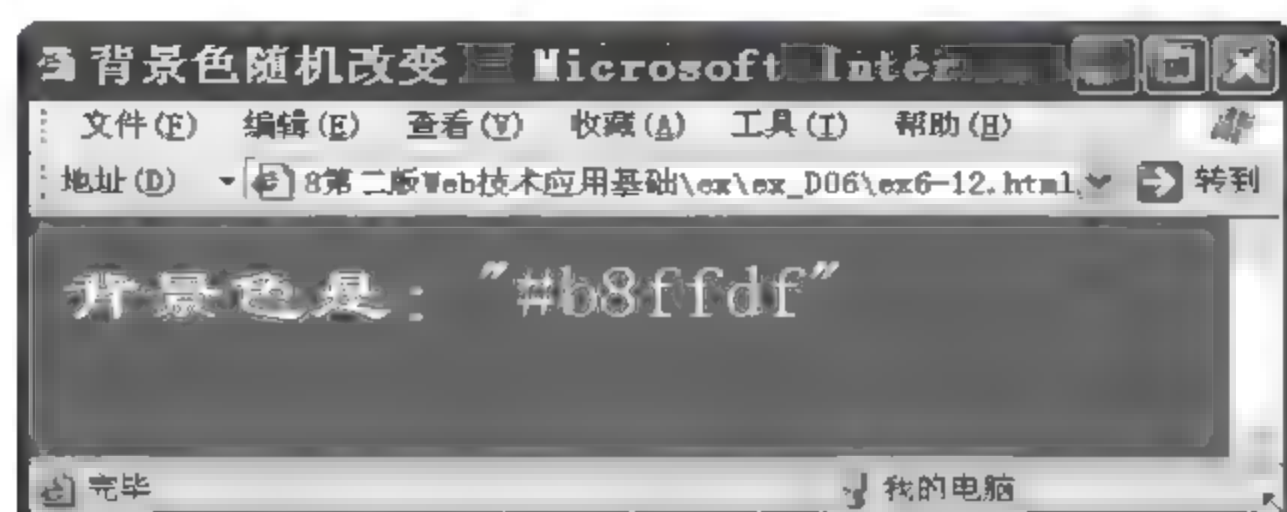 背景色随机改变 - Microsoft Inter
文件(F) 编辑(E) 查看(V) 收藏(A) 工具(T) 帮助(H)
地址(D) 8第二版Web技术应用基础\ex\ex_D06\ex6-12.html 转到
背景色是："#b8ffdf"
完毕 我的电脑